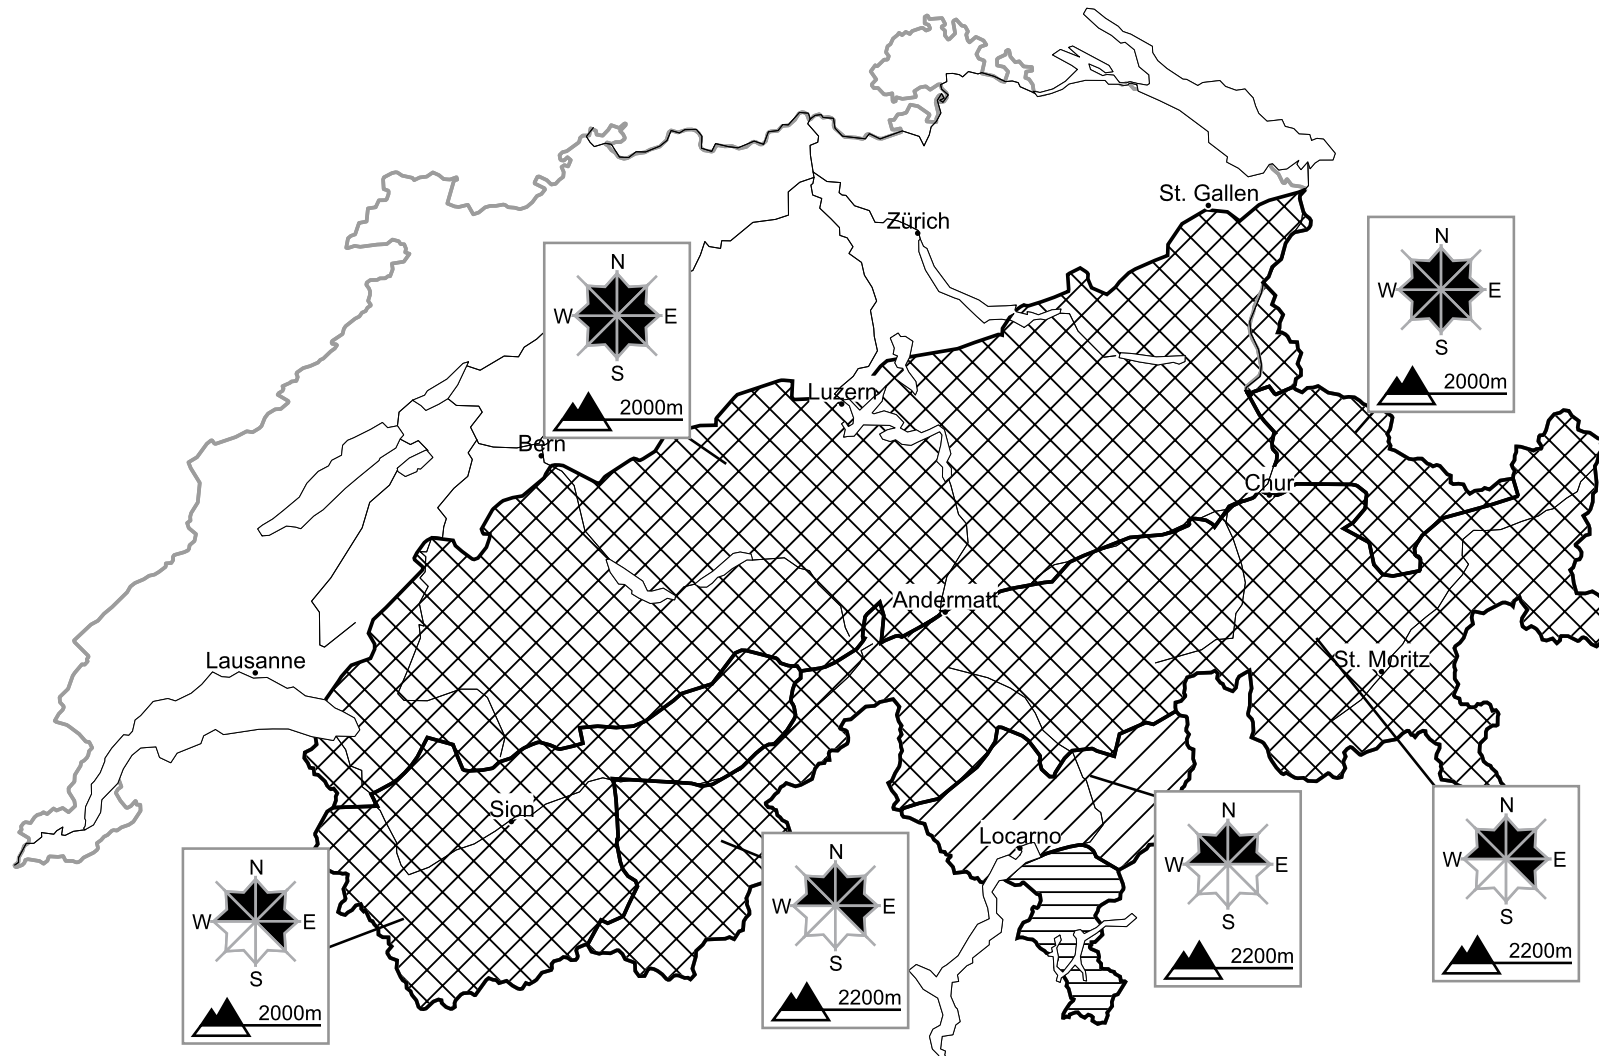 St. Gallen
Zürich
N
W E
S
2000m
N
W E
S
2000m
Luzern
Bern
Chur
Andermatt
Lausanne
St. Moritz
Sion
Locarno
N
W E
S
2000m
N
W E
S
2200m
N
W E
S
2200m
N
W E
S
2200m